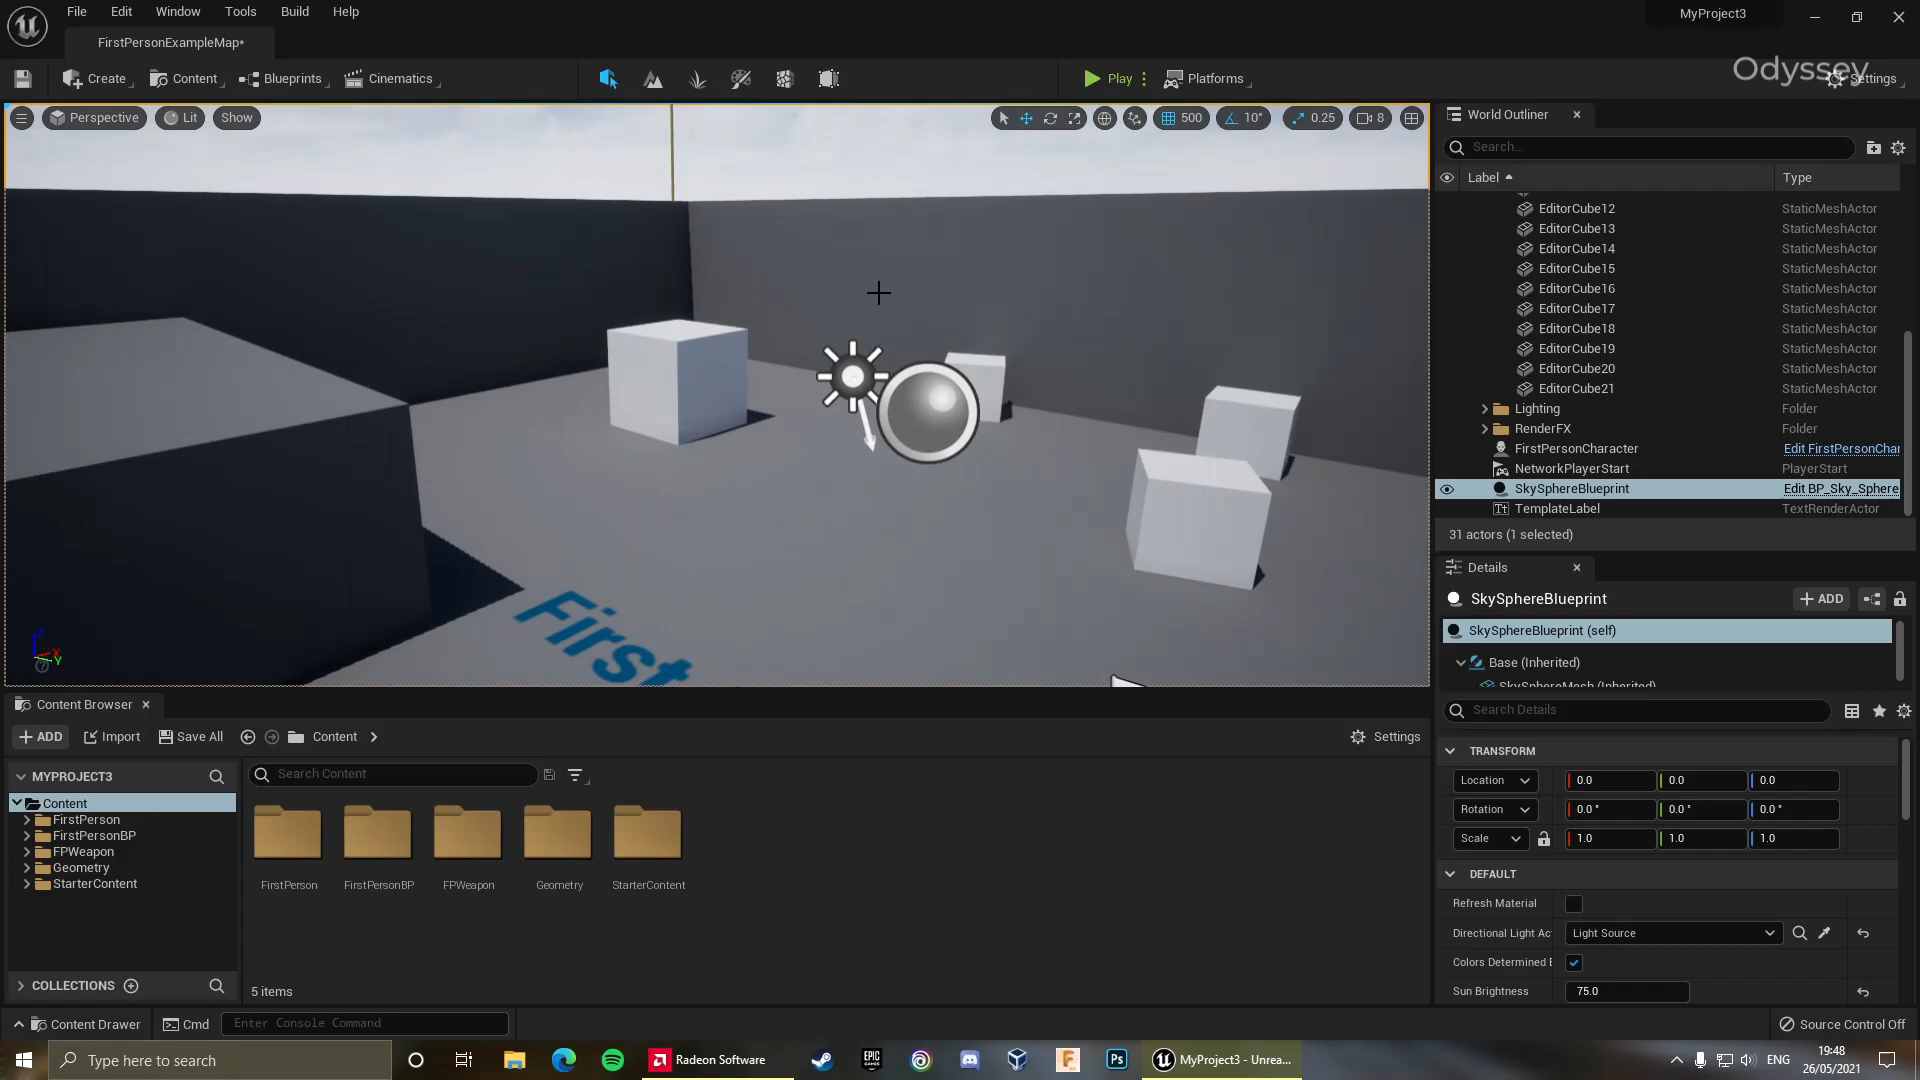 File Edit Window Tools Build Help
MyProject3
FirstPersonExampleMap*
Create Content Blueprints Cinematics Play Platforms Settings
Odyssey
Perspective Lit Show 500 10° 0.25 8
First
World Outliner
Search...
Label Type
EditorCube12 StaticMeshActor
EditorCube13 StaticMeshActor
EditorCube14 StaticMeshActor
EditorCube15 StaticMeshActor
EditorCube16 StaticMeshActor
EditorCube17 StaticMeshActor
EditorCube18 StaticMeshActor
EditorCube19 StaticMeshActor
EditorCube20 StaticMeshActor
EditorCube21 StaticMeshActor
Lighting Folder
RenderFX Folder
FirstPersonCharacter Edit FirstPersonChar
NetworkPlayerStart PlayerStart
SkySphereBlueprint Edit BP_Sky_Sphere
TemplateLabel TextRenderActor
31 actors (1 selected)
Details
SkySphereBlueprint ADD
SkySphereBlueprint (self)
Base (Inherited)
SkySphereMesh (Inherited)
Search Details
TRANSFORM
Location 0.0 0.0 0.0
Rotation 0.0 ° 0.0 ° 0.0 °
Scale 1.0 1.0 1.0
DEFAULT
Refresh Material
Directional Light Ac Light Source
Colors Determined B
Sun Brightness 75.0
Content Browser
ADD Import Save All Content Settings
MYPROJECT3
Search Content
Content
FirstPerson
FirstPersonBP
FPWeapon
Geometry
StarterContent
FirstPerson FirstPersonBP FPWeapon Geometry StarterContent
COLLECTIONS
5 items
Content Drawer Cmd Enter Console Command Source Control Off
Type here to search Radeon Software EPIC GAMES Ps MyProject3 - Unrea... ENG
19:48
26/05/2021